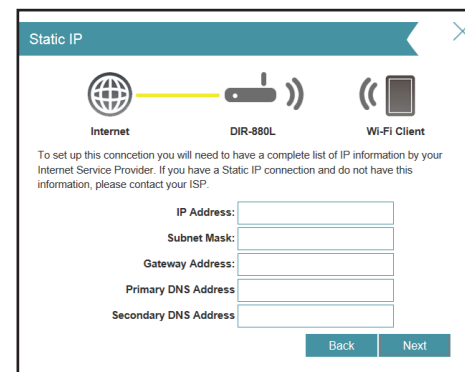 Static IP
Internet DIR-880L Wi-Fi Client
To set up this conncetion you will need to have a complete list of IP information by your
Internet Service Provider. If you have a Static IP connection and do not have this
information, please contact your ISP.
IP Address:
Subnet Mask:
Gateway Address:
Primary DNS Address
Secondary DNS Address
Back Next